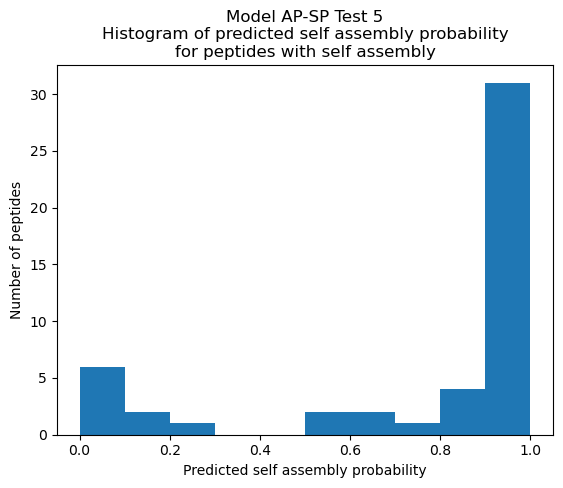 Model AP-SP Test 5
Histogram of predicted self assembly probability
for peptides with self assembly
30
25
20
15
10
5
0
Number of peptides
0.0 0.2 0.4 0.6 0.8 1.0
Predicted self assembly probability